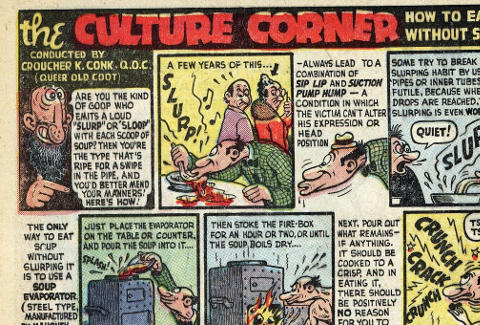 the CULTURE CORNER
HOW TO EA
WITHOUT S
CONDUCTED BY
CROUCHER K. CONK - Q.O.C.
(QUEER OLD COOT)
ARE YOU THE KIND
OF GOOP WHO
EMITS A LOUD
"SLURP" OR "SLOOP"
WITH EACH SCOOP OF
SOUP? THEN YOU'RE
THE TYPE THAT'S
RIPE FOR A SWIPE
IN THE PIPE, AND
YOU'D BETTER MEND
YOUR MANNERS!
HERE'S HOW!
A FEW YEARS OF THIS...
SLURP!
—ALWAYS LEAD TO A
COMBINATION OF
SIP LIP AND SUCTION
PUMP HUMP — A
CONDITION IN WHICH
THE VICTIM CAN'T ALTER
HIS EXPRESSION OR
HEAD
POSITION
SOME TRY TO BREAK
SLURPING HABIT BY US
PIPES OR INNER TUBES
FUTILE, BECAUSE WHE
DROPS ARE REACHED,
SLURPING IS EVEN WO
QUIET!
SLU
THE ONLY
WAY TO EAT
SOUP
WITHOUT
SLURPING IT
IS TO USE A
SOUP
EVAPORATOR.
(STEEL TYPE,
MANUFACTURED
JUST PLACE THE EVAPORATOR
ON THE TABLE OR COUNTER,
AND POUR THE SOUP INTO IT....
SPLASH!
THEN STOKE THE FIRE-BOX
FOR AN HOUR OR TWO, OR UNTIL
THE SOUP BOILS DRY....
NEXT, POUR OUT
WHAT REMAINS—
IF ANYTHING.
IT SHOULD BE
COOKED TO A
CRISP, AND IN
EATING IT,
THERE SHOULD
BE POSITIVELY
NO REASON
FOR YOU TO
CRUNCH
CRACK
CRUNCH
TS
T